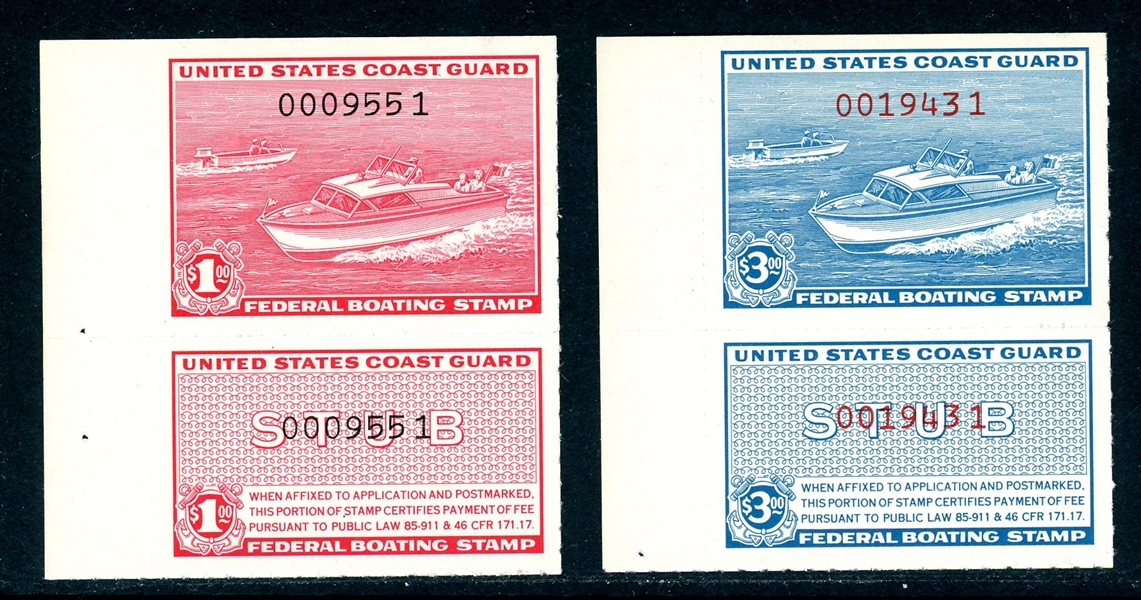 UNITED STATES COAST GUARD
0009551
$1.00
FEDERAL BOATING STAMP
UNITED STATES COAST GUARD
STUB
0009551
WHEN AFFIXED TO APPLICATION AND POSTMARKED,
THIS PORTION OF STAMP CERTIFIES PAYMENT OF FEE
PURSUANT TO PUBLIC LAW 85-911 & 46 CFR 171.17.
$1.00
FEDERAL BOATING STAMP
UNITED STATES COAST GUARD
0019431
$3.00
FEDERAL BOATING STAMP
UNITED STATES COAST GUARD
STUB
0019431
WHEN AFFIXED TO APPLICATION AND POSTMARKED,
THIS PORTION OF STAMP CERTIFIES PAYMENT OF FEE
PURSUANT TO PUBLIC LAW 85-911 & 46 CFR 171.17.
$3.00
FEDERAL BOATING STAMP